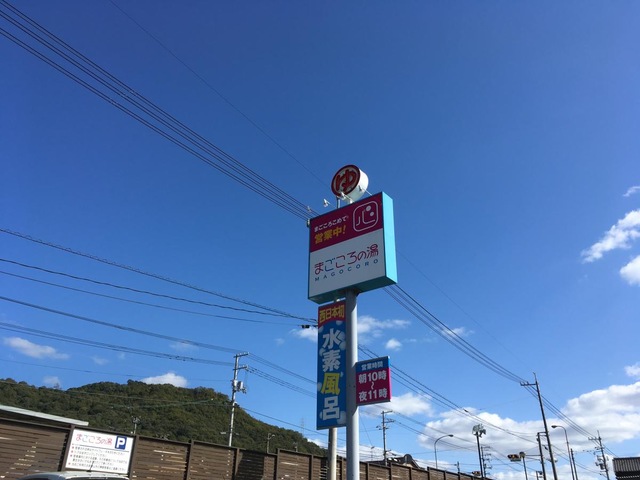 ゆ
まごころこめて
営業中!
心
まごころの湯
MAGOCORO
西日本初
水素風呂
営業時間
朝10時
〜
夜11時
まごころの湯 P